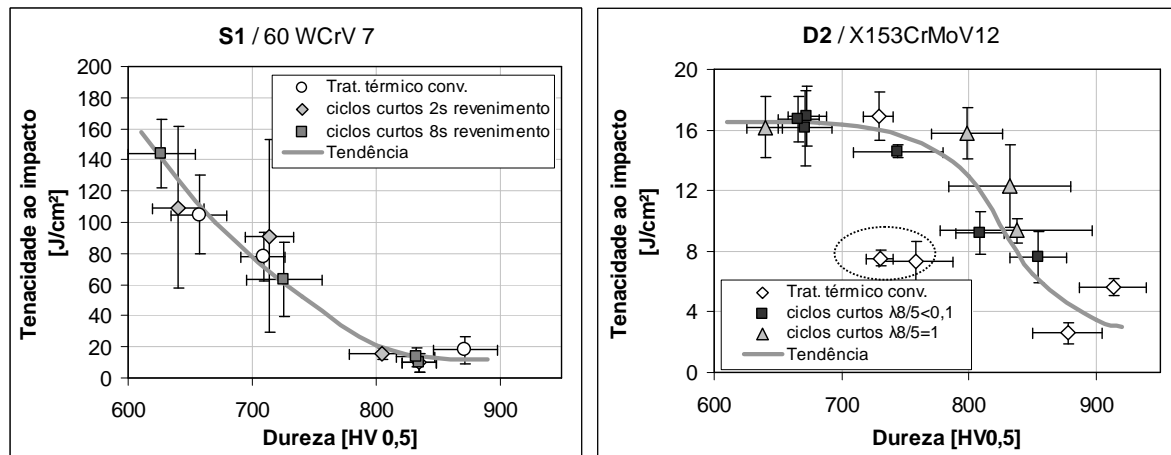 S1 / 60 WCrV 7
Tenacidade ao impacto
[J/cm²]
200
180
160
140
120
100
80
60
40
20
0
Trat. térmico conv.
ciclos curtos 2s revenimento
ciclos curtos 8s revenimento
Tendência
600
700
800
900
Dureza [HV 0,5]
D2 / X153CrMoV12
Tenacidade ao impacto
[J/cm²]
20
16
12
8
4
0
Trat. térmico conv.
ciclos curtos λ8/5<0,1
ciclos curtos λ8/5=1
Tendência
600
700
800
900
Dureza [HV0,5]